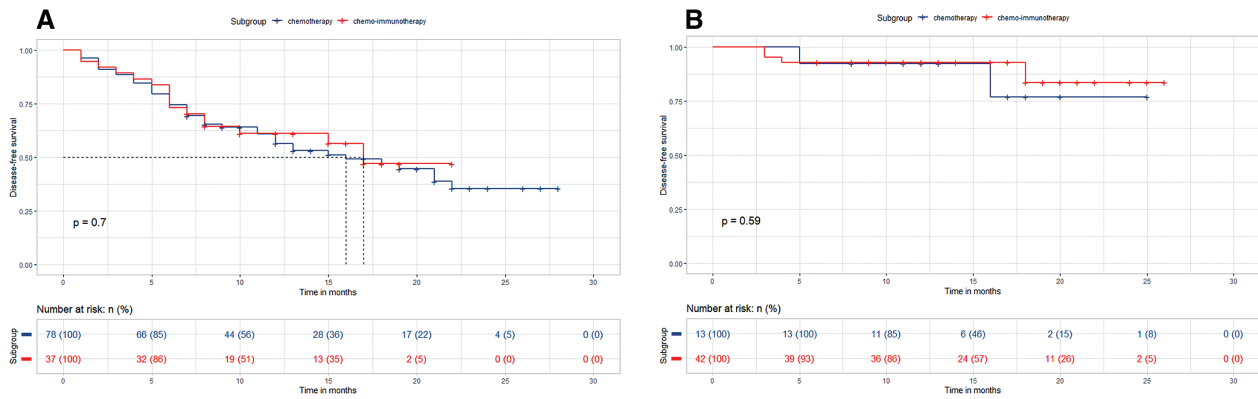 A
Subgroup chemotherapy chemo-immunotherapy
1.00
0.75
0.50
0.25
0.00
Disease-free survival
p = 0.7
0 5 10 15 20 25 30
Time in months
Number at risk: n (%)
Subgroup
78 (100) 66 (85) 44 (56) 28 (36) 17 (22) 4 (5) 0 (0)
37 (100) 32 (86) 19 (51) 13 (35) 2 (5) 0 (0) 0 (0)
0 5 10 15 20 25 30
Time in months
B
Subgroup chemotherapy chemo-immunotherapy
1.00
0.75
0.50
0.25
0.00
Disease-free survival
p = 0.59
0 5 10 15 20 25 30
Time in months
Number at risk: n (%)
Subgroup
13 (100) 13 (100) 11 (85) 6 (46) 2 (15) 1 (8) 0 (0)
42 (100) 39 (93) 36 (86) 24 (57) 11 (26) 2 (5) 0 (0)
0 5 10 15 20 25 30
Time in months